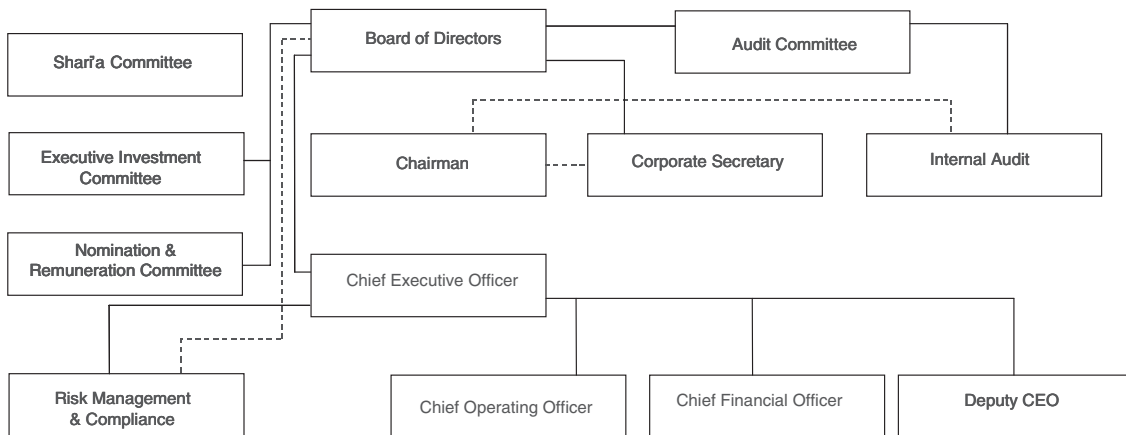 Board of Directors
Audit Committee
Shari'a Committee
Executive Investment
Committee
Chairman
Corporate Secretary
Internal Audit
Nomination &
Remuneration Committee
Chief Executive Officer
Risk Management
& Compliance
Chief Operating Officer
Chief Financial Officer
Deputy CEO